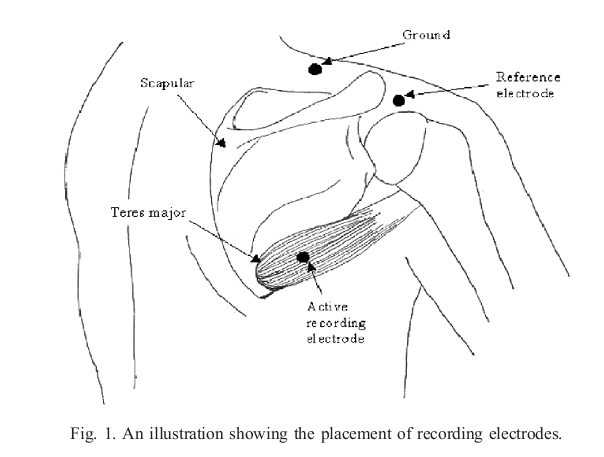 Ground
Scapular
Reference
electrode
Teres major
Active
recording
electrode
Fig. 1. An illustration showing the placement of recording electrodes.